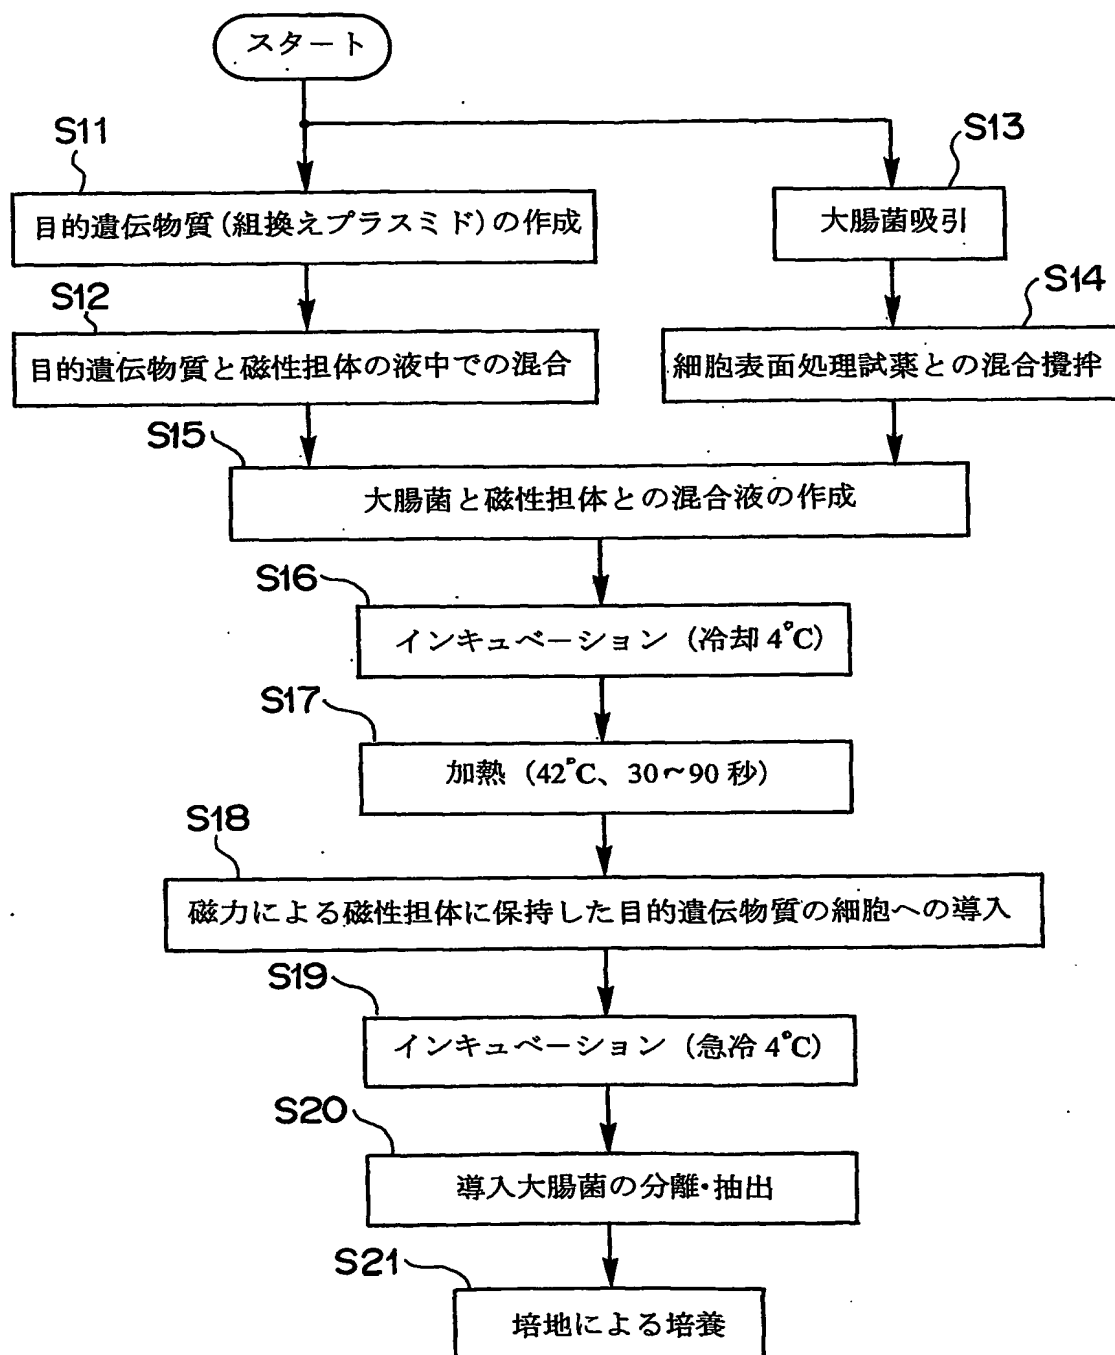 スタート
S11
S13
目的遺伝物質(組換えプラスミド)の作成
大腸菌吸引
S12
S14
目的遺伝物質と磁性担体の液中での混合
細胞表面処理試薬との混合攪拌
S15
大腸菌と磁性担体との混合液の作成
S16
インキュベーション(冷却4℃)
S17
加熱(42℃、30~90秒)
S18
磁力による磁性担体に保持した目的遺伝物質の細胞への導入
S19
インキュベーション(急冷4℃)
S20
導入大腸菌の分離・抽出
S21
培地による培養